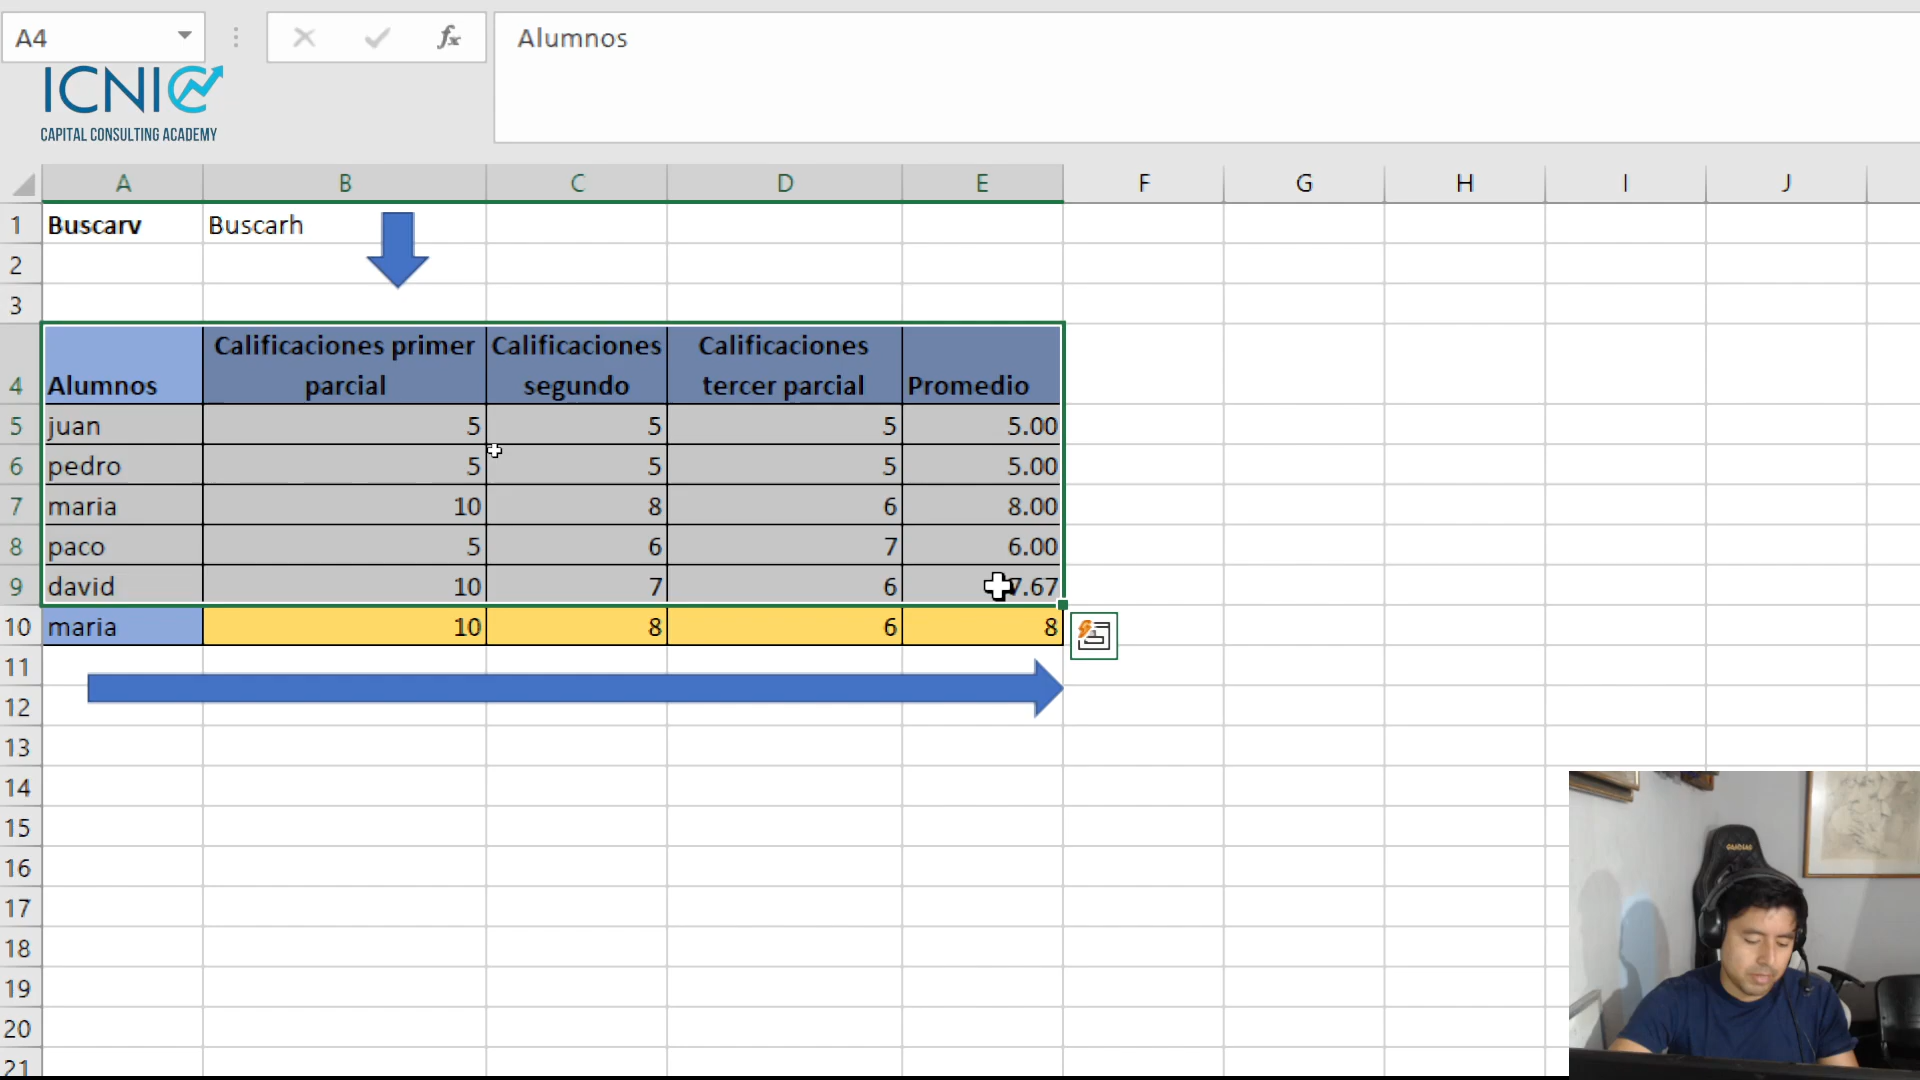 A4
fx
Alumnos
ICNIC
CAPITAL CONSULTING ACADEMY
A B C D E F G H I J
1 Buscarv Buscarh
2
3
Calificaciones primer Calificaciones Calificaciones
4 Alumnos parcial segundo tercer parcial Promedio
5 juan 5 5 5 5.00
6 pedro 5 5 5 5.00
7 maria 10 8 6 8.00
8 paco 5 6 7 6.00
9 david 10 7 6 7.67
10 maria 10 8 6 8
11
12
13
14
15
16
17
18
19
20
21